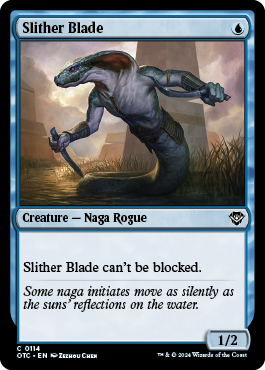 Slither Blade
Creature — Naga Rogue
Slither Blade can't be blocked.
Some naga initiates move as silently as
the suns' reflections on the water.
1/2
C 0114
OTC • EN Zezhou Chen
™ & © 2024 Wizards of the Coast